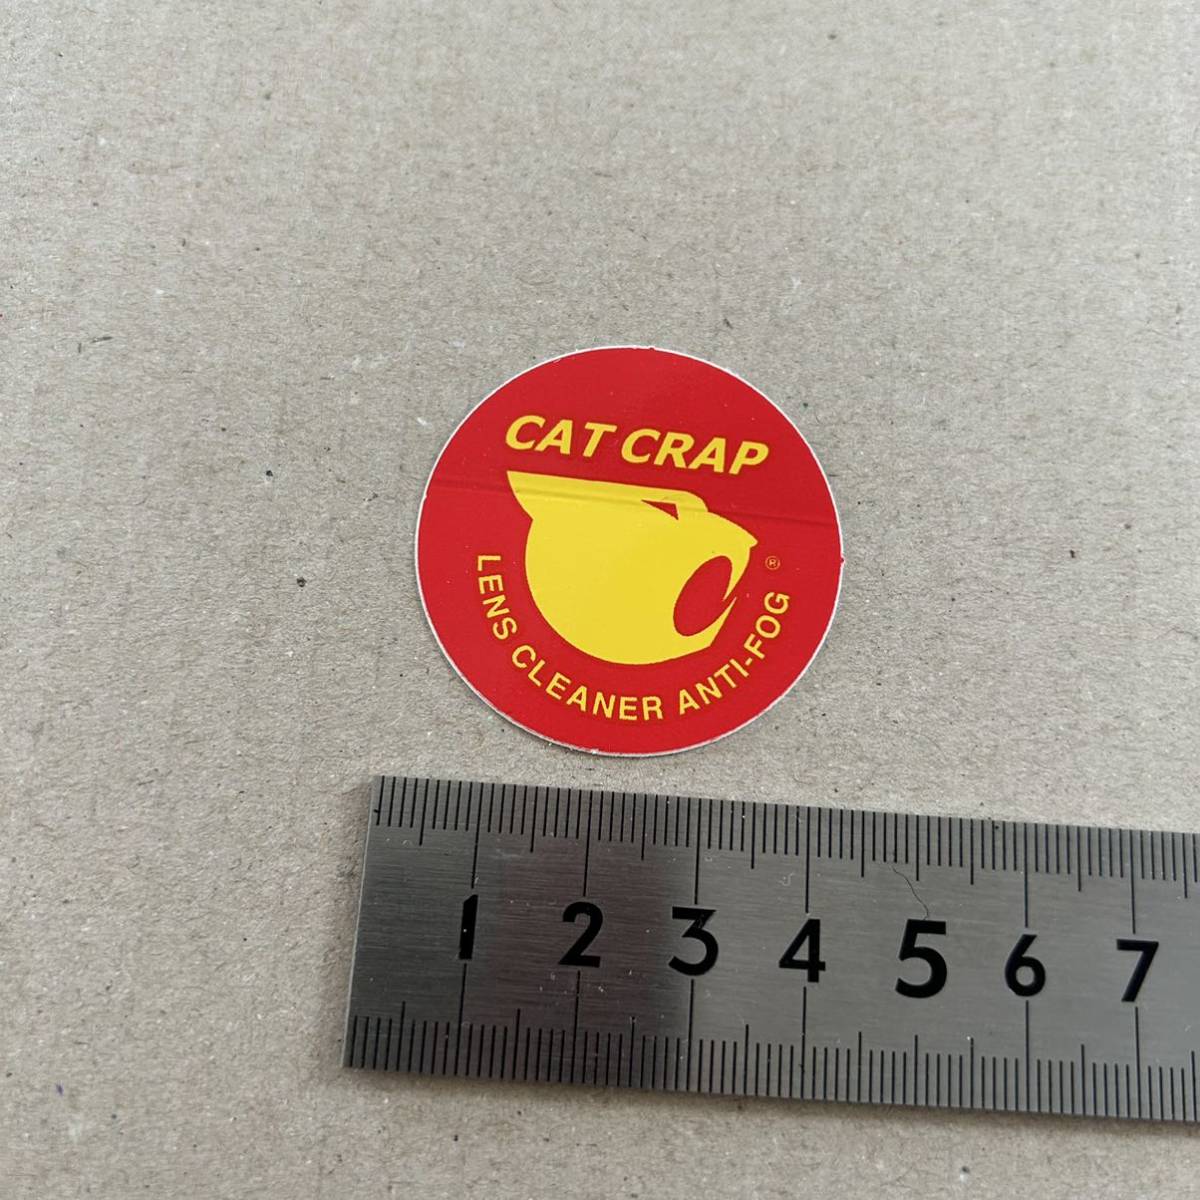 CAT CRAP
®
LENS CLEANER ANTI-FOG
1 2 3 4 5 6 7